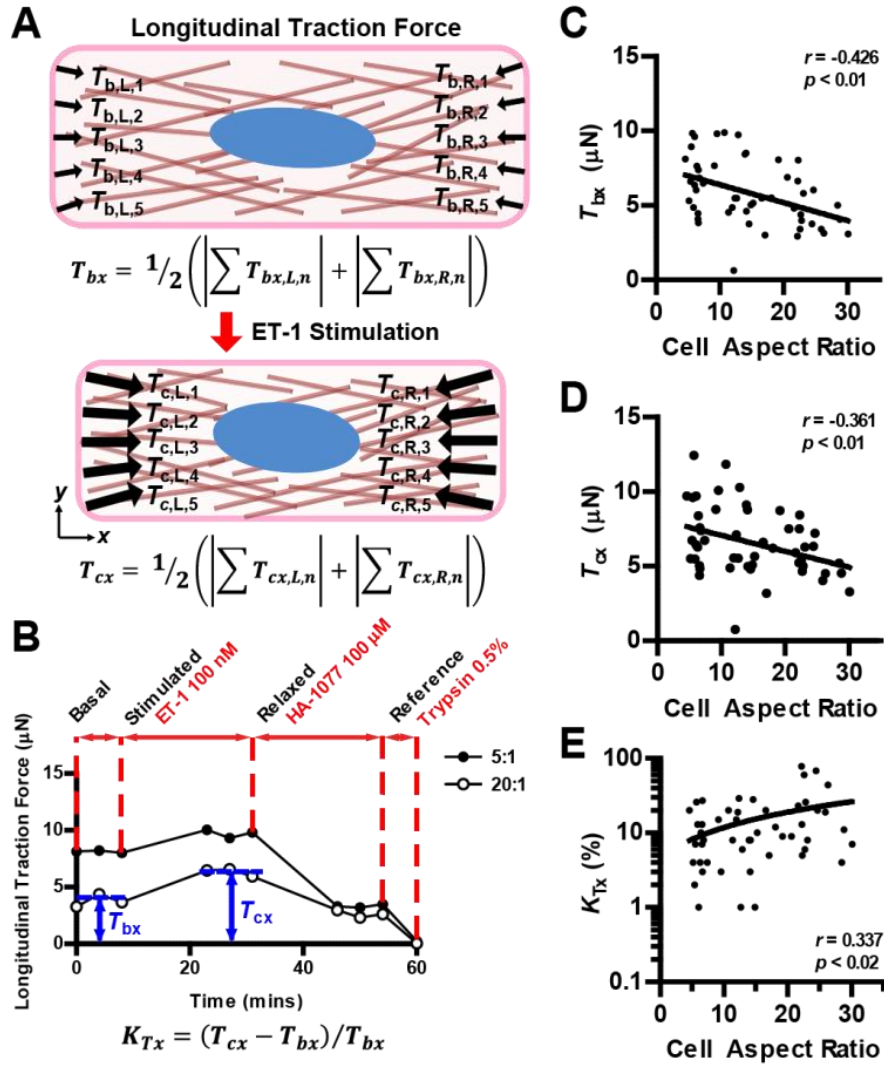 A
Longitudinal Traction Force
T_b,L,1
T_b,L,2
T_b,L,3
T_b,L,4
T_b,L,5
T_b,R,1
T_b,R,2
T_b,R,3
T_b,R,4
T_b,R,5
T_bx = 1/2(|∑ T_bx,L,n| + |∑ T_bx,R,n|)
ET-1 Stimulation
T_c,L,1
T_c,L,2
T_c,L,3
T_c,L,4
T_c,L,5
T_c,R,1
T_c,R,2
T_c,R,3
T_c,R,4
T_c,R,5
y
x
T_cx = 1/2(|∑ T_cx,L,n| + |∑ T_cx,R,n|)
B
Basal
Stimulated
ET-1 100 nM
Relaxed
HA-1077 100 µM
Reference
Trypsin 0.5%
Longitudinal Traction Force (µN)
15
10
5
0
5:1
20:1
T_bx
T_cx
0 20 40 60
Time (mins)
K_Tx = (T_cx − T_bx)/T_bx
C
r = -0.426
p < 0.01
T_bx (µN)
15
10
5
0
0 10 20 30
Cell Aspect Ratio
D
r = -0.361
p < 0.01
T_cx (µN)
15
10
5
0
0 10 20 30
Cell Aspect Ratio
E
K_Tx (%)
100
10
1
0.1
r = 0.337
p < 0.02
0 10 20 30
Cell Aspect Ratio